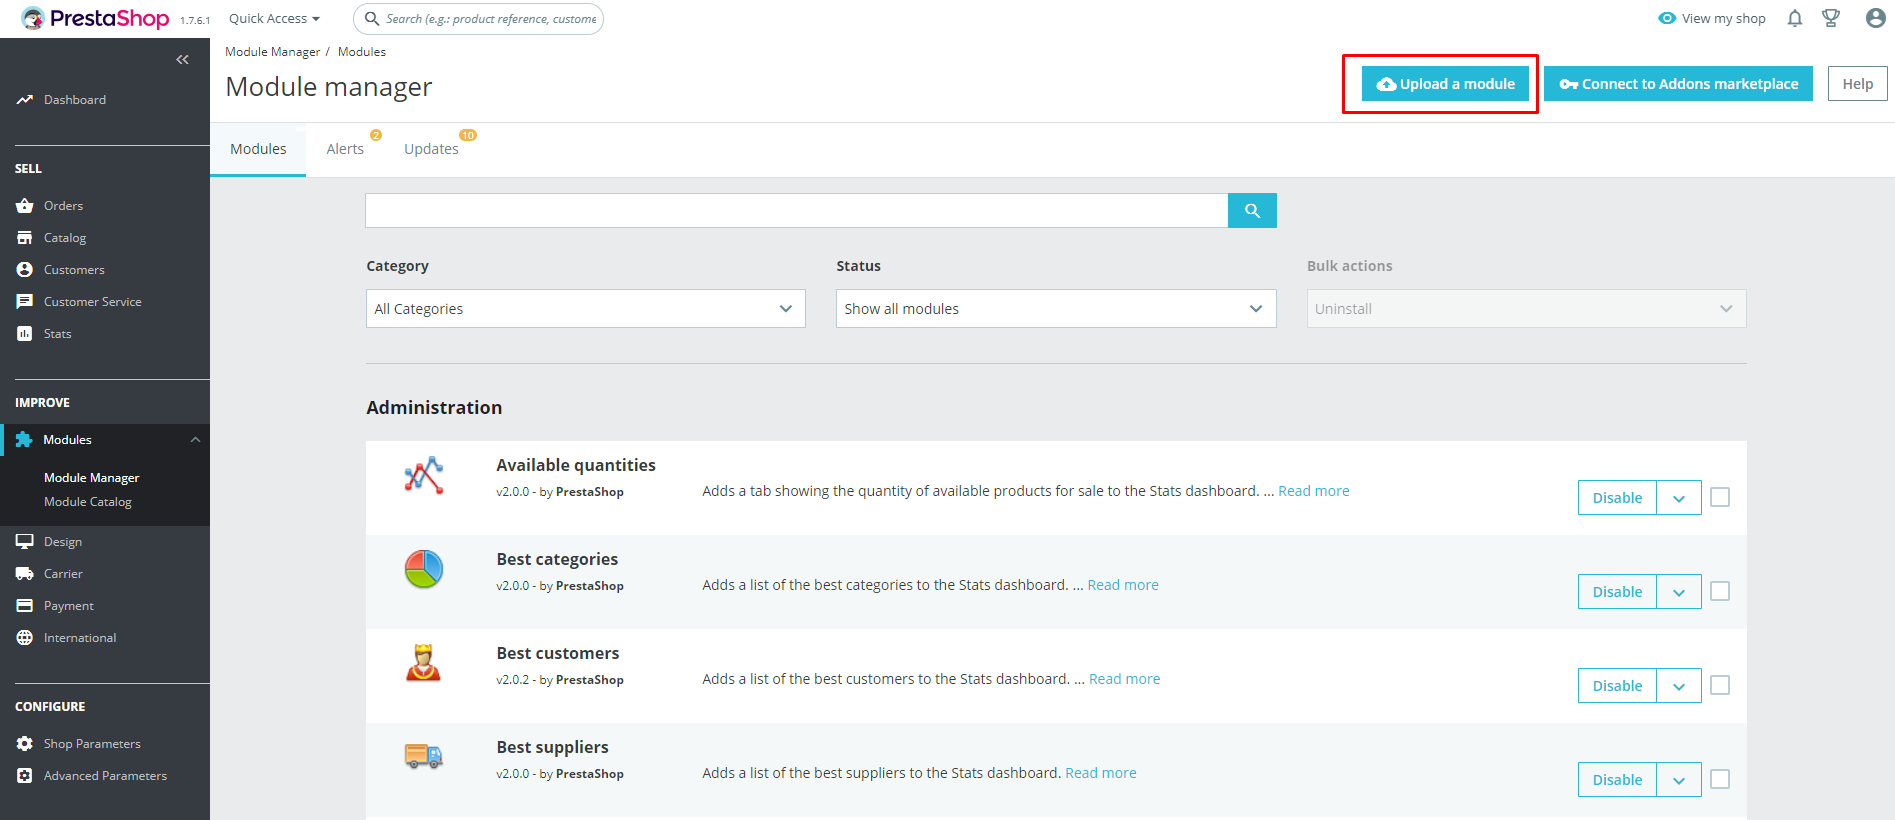 PrestaShop 1.7.6.1 Quick Access Search (e.g.: product reference, custome View my shop
Module Manager / Modules
Module manager
Upload a module Connect to Addons marketplace Help
Modules Alerts 2 Updates 10
Dashboard
SELL
Orders
Catalog
Customers
Customer Service
Stats
IMPROVE
Modules
Module Manager
Module Catalog
Design
Carrier
Payment
International
CONFIGURE
Shop Parameters
Advanced Parameters
Category Status Bulk actions
All Categories Show all modules Uninstall
Administration
Available quantities
v2.0.0 - by PrestaShop Adds a tab showing the quantity of available products for sale to the Stats dashboard. ... Read more Disable
Best categories
v2.0.0 - by PrestaShop Adds a list of the best categories to the Stats dashboard. ... Read more Disable
Best customers
v2.0.2 - by PrestaShop Adds a list of the best customers to the Stats dashboard. ... Read more Disable
Best suppliers
v2.0.0 - by PrestaShop Adds a list of the best suppliers to the Stats dashboard. Read more Disable